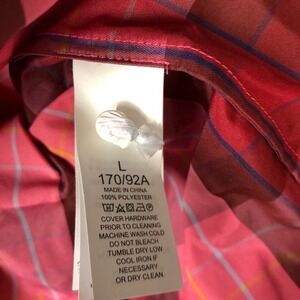 L
170/92A
MADE IN CHINA
100% POLYESTER
COVER HARDWARE
PRIOR TO CLEANING
MACHINE WASH COLD
DO NOT BLEACH
TUMBLE DRY LOW
COOL IRON IF
NECESSARY
OR DRY CLEAN